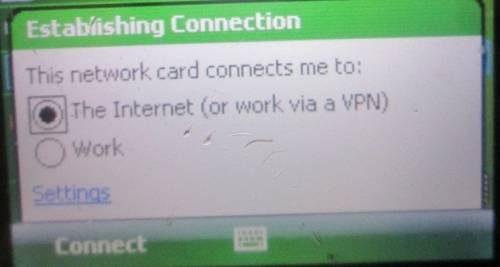 Establishing Connection
This network card connects me to:
The Internet (or work via a VPN)
Work
Settings
Connect